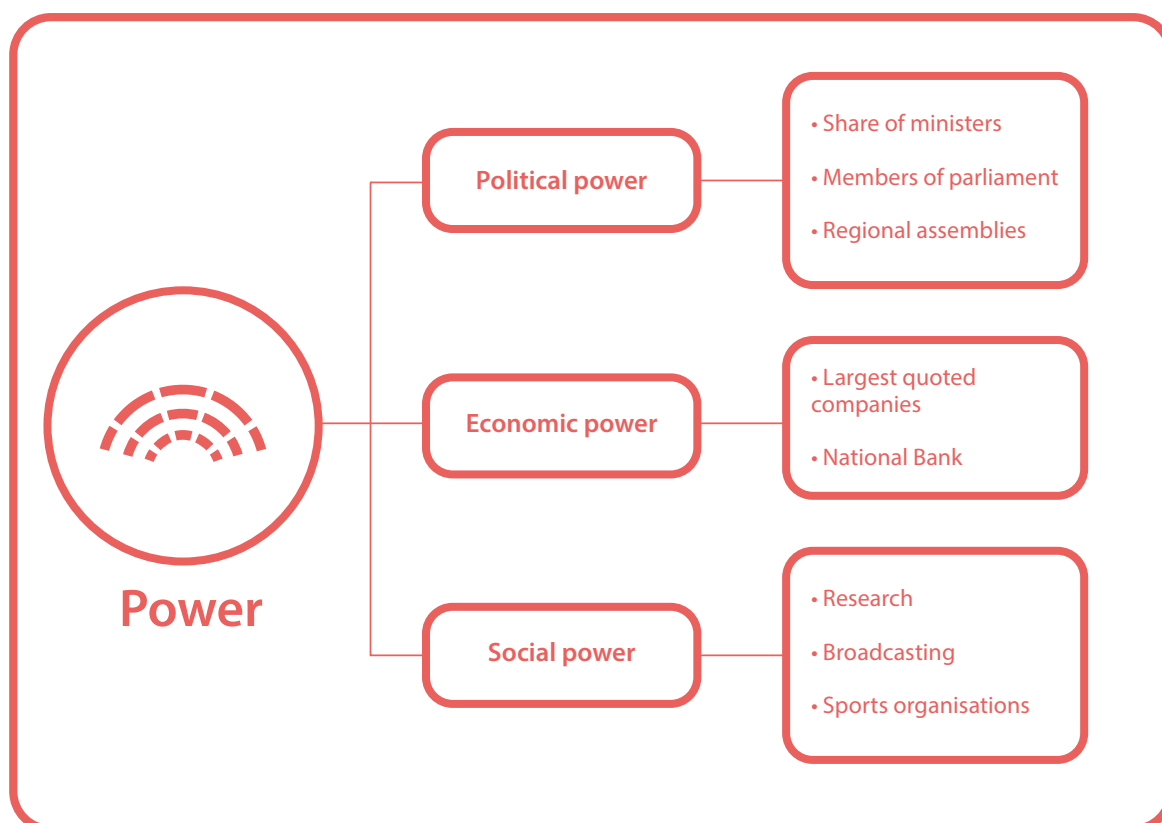 Power
Political power
• Share of ministers
• Members of parliament
• Regional assemblies
Economic power
• Largest quoted
companies
• National Bank
Social power
• Research
• Broadcasting
• Sports organisations